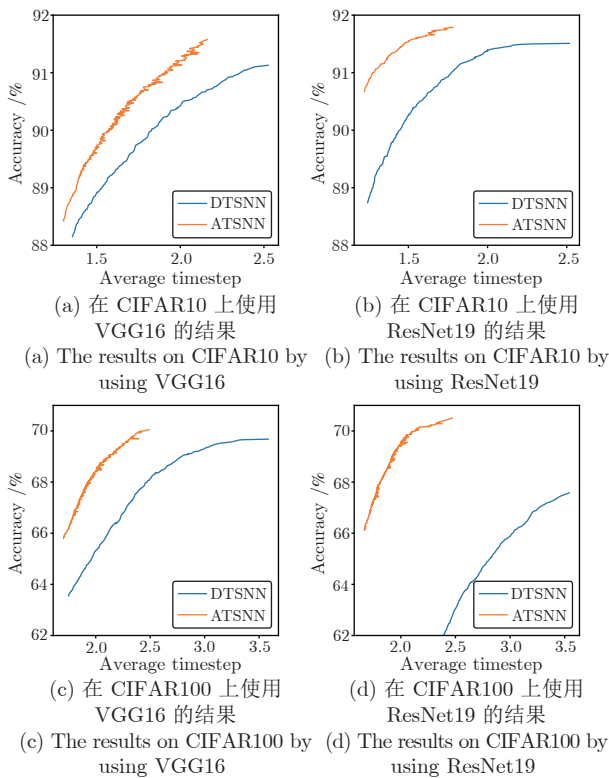 92
91
90
89
88
Accuracy /%
DTSNN
ATSNN
1.5 2.0 2.5
Average timestep
(a) 在 CIFAR10 上使用
VGG16 的结果
(a) The results on CIFAR10 by
using VGG16
92
91
90
89
88
Accuracy /%
DTSNN
ATSNN
1.5 2.0 2.5
Average timestep
(b) 在 CIFAR10 上使用
ResNet19 的结果
(b) The results on CIFAR10 by
using ResNet19
70
68
66
64
62
Accuracy /%
DTSNN
ATSNN
2.0 2.5 3.0 3.5
Average timestep
(c) 在 CIFAR100 上使用
VGG16 的结果
(c) The results on CIFAR100 by
using VGG16
70
68
66
64
62
Accuracy /%
DTSNN
ATSNN
2.0 2.5 3.0 3.5
Average timestep
(d) 在 CIFAR100 上使用
ResNet19 的结果
(d) The results on CIFAR100 by
using ResNet19